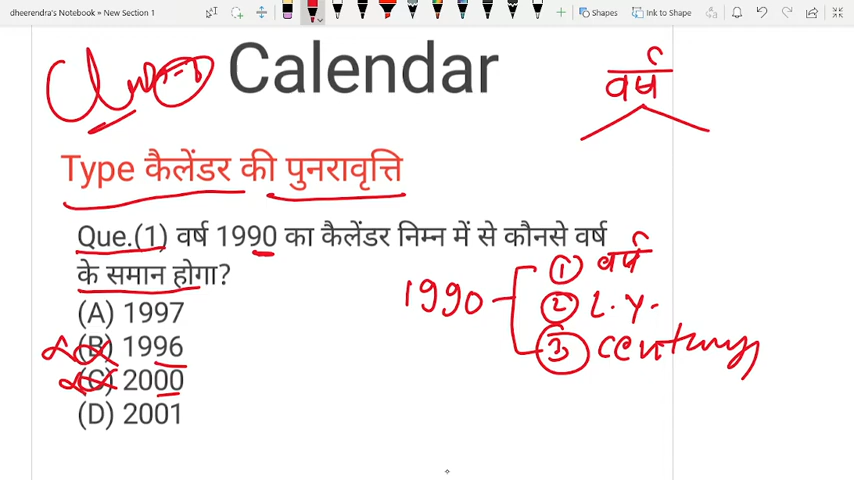 dheerendra's Notebook » New Section 1
Shapes
Ink to Shape
Calendar
वर्ष
Type कैलेंडर की पुनरावृत्ति
Que.(1) वर्ष 1990 का कैलेंडर निम्न में से कौनसे वर्ष
के समान होगा?
1990
① वर्ष
② L.Y.
③ century
(A) 1997
(B) 1996
(C) 2000
(D) 2001